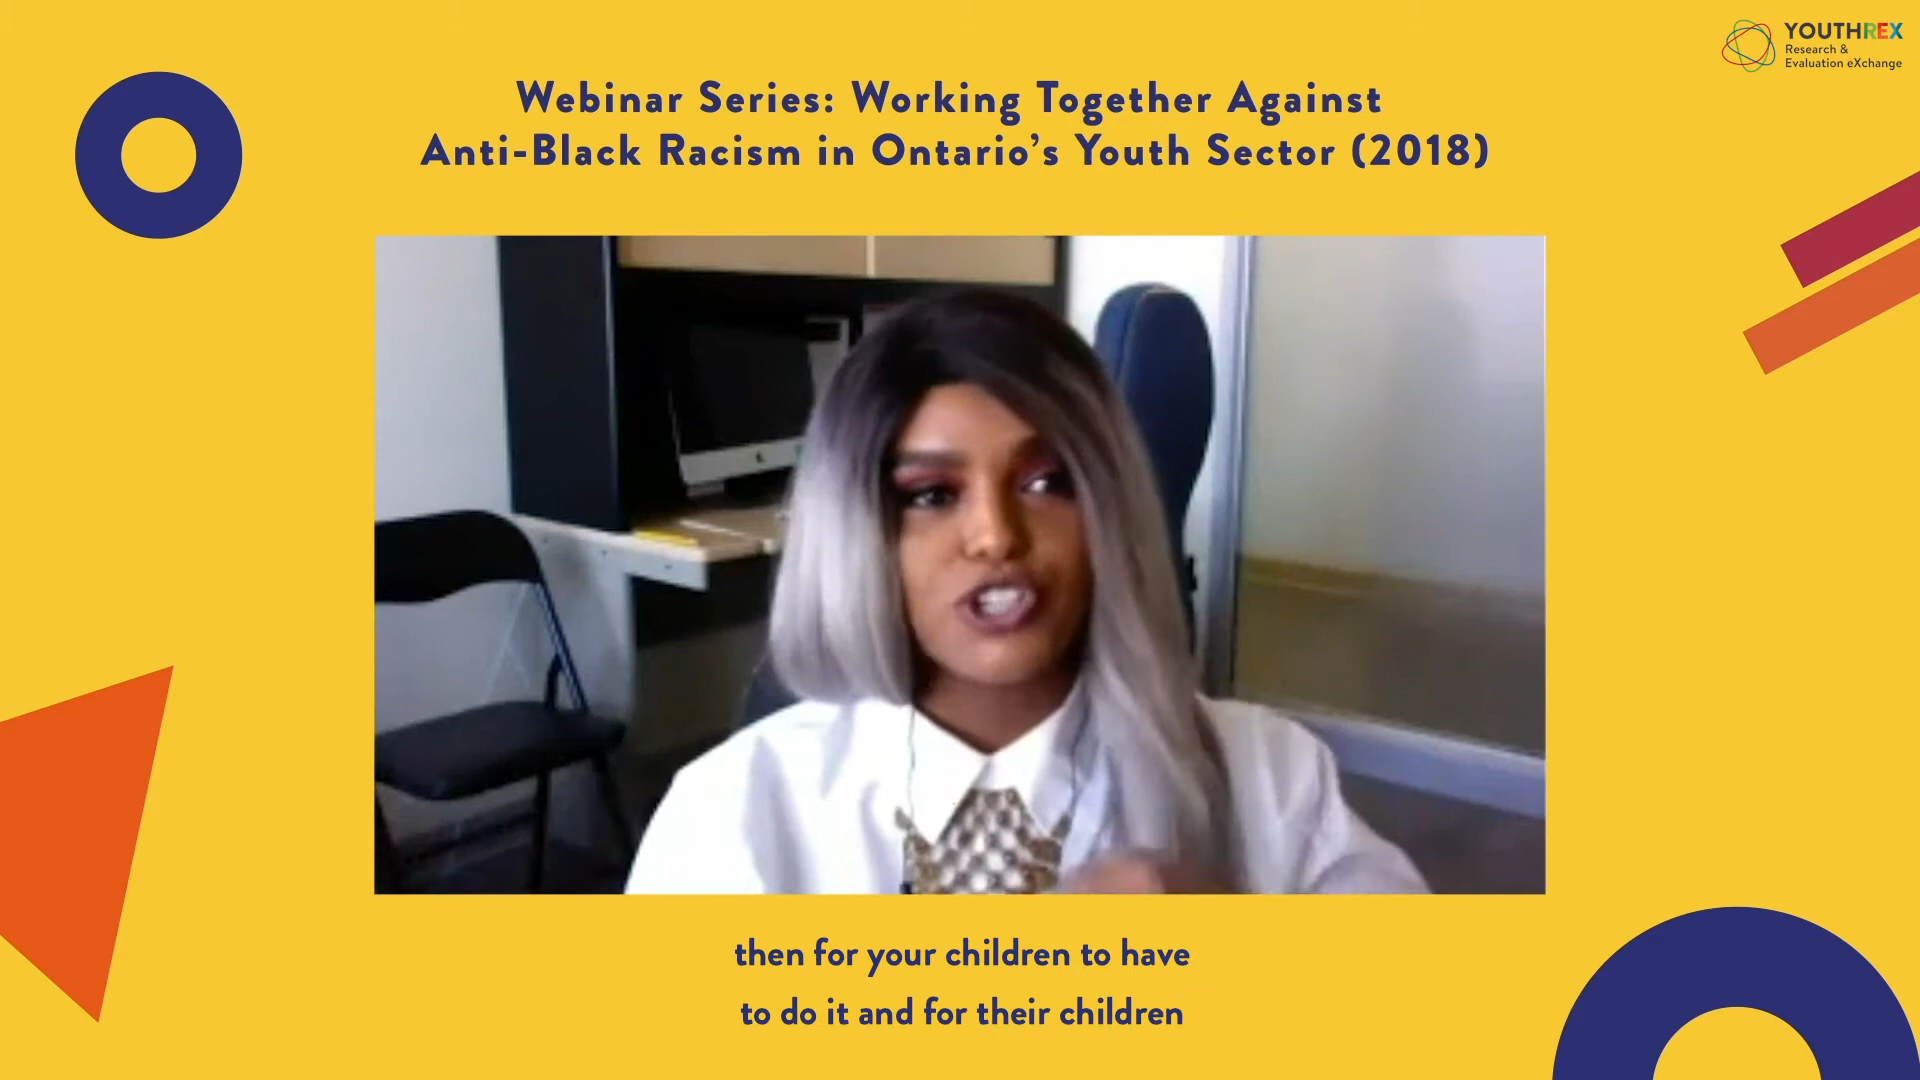 YOUTHREX
Research &
Evaluation eXchange
Webinar Series: Working Together Against
Anti-Black Racism in Ontario’s Youth Sector (2018)
then for your children to have
to do it and for their children